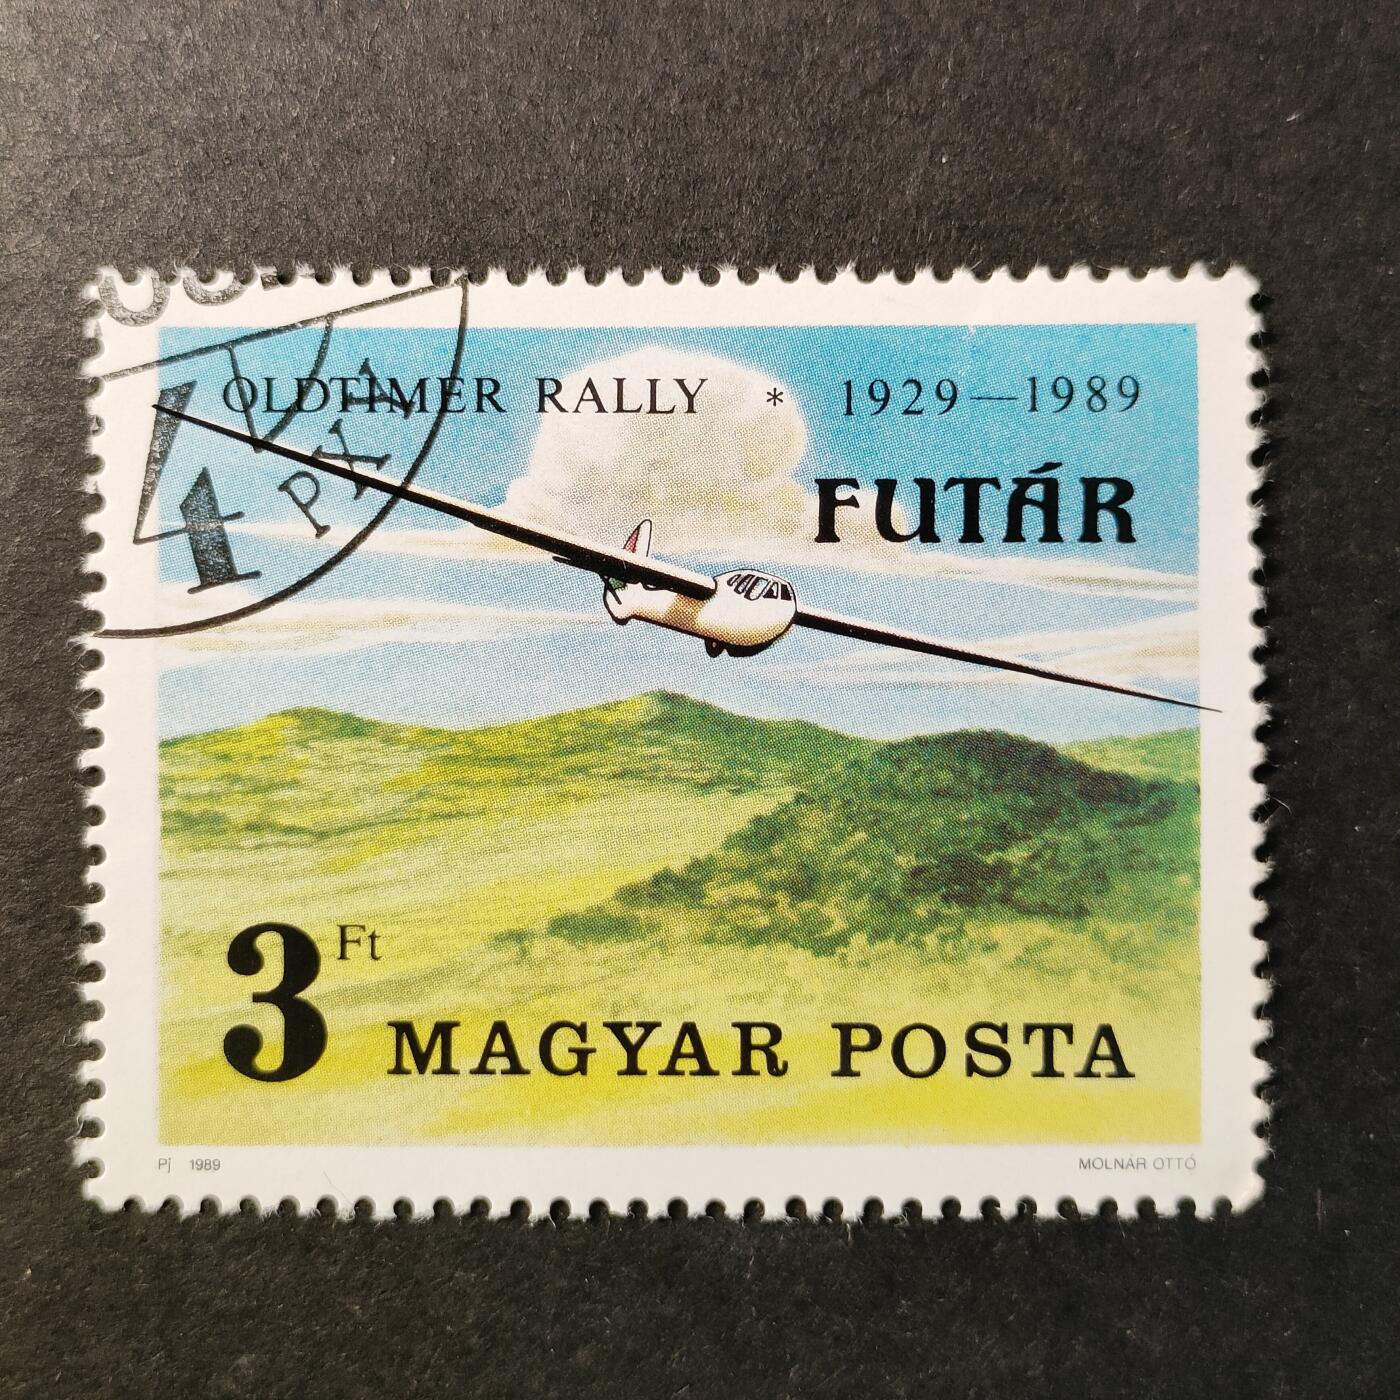 OLDTIMER RALLY * 1929—1989
FUTÁR
3 Ft
MAGYAR POSTA
Pj 1989
MOLNÁR OTTÓ